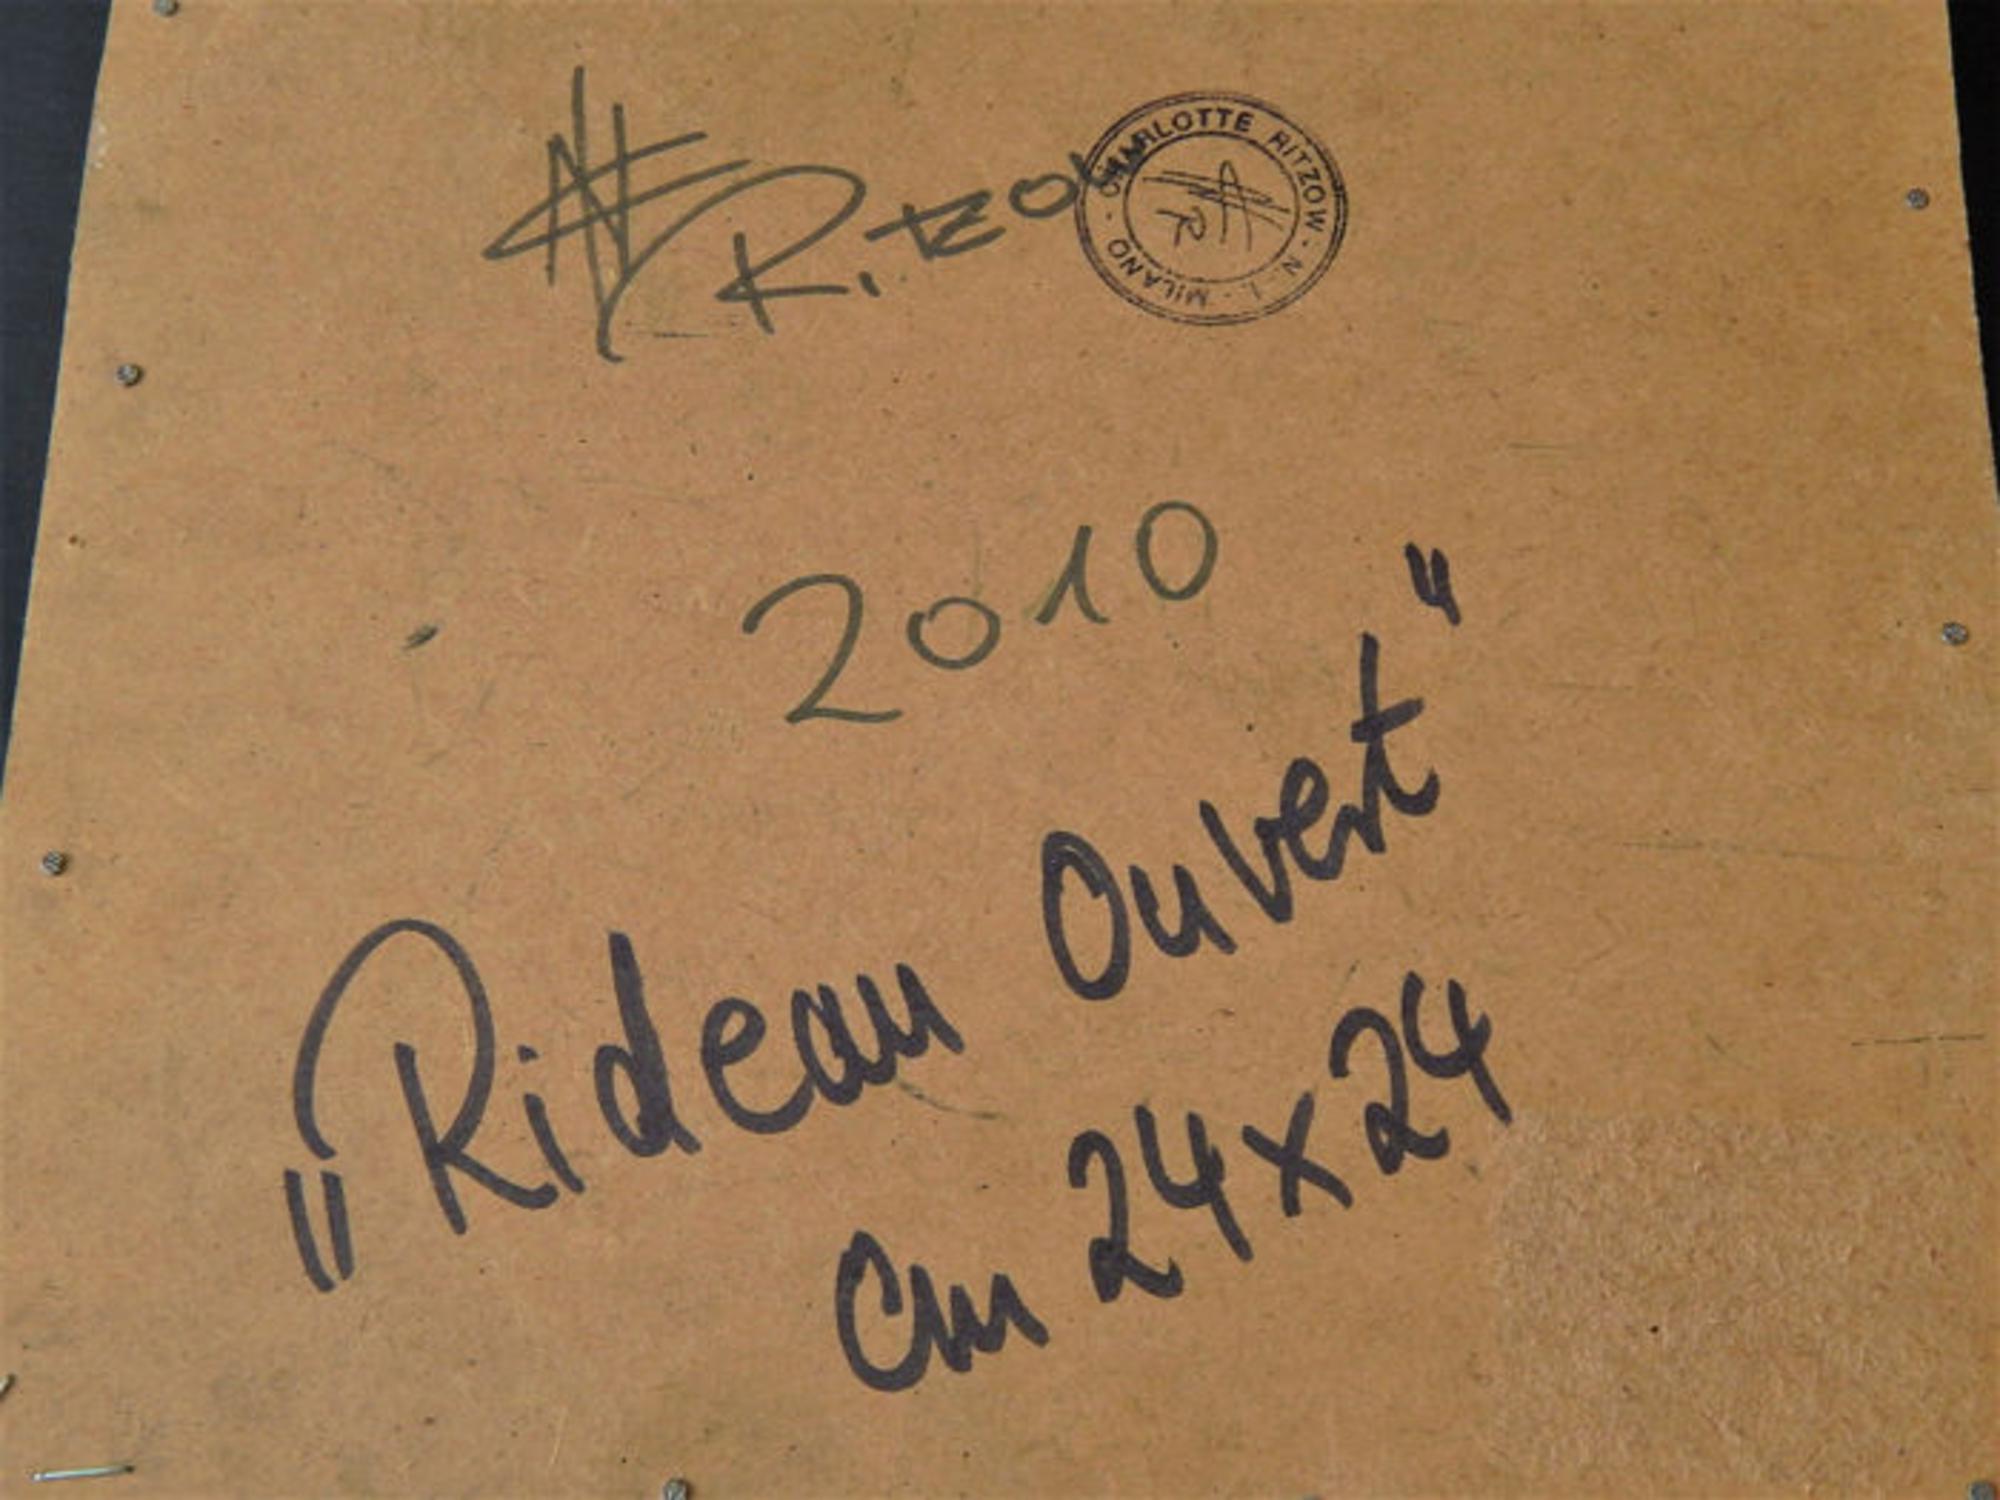 Ritzow
CHARLOTTE RITZOW - N. 1. - MILANO -
2010
"Rideau Ouvert"
cm 24x24